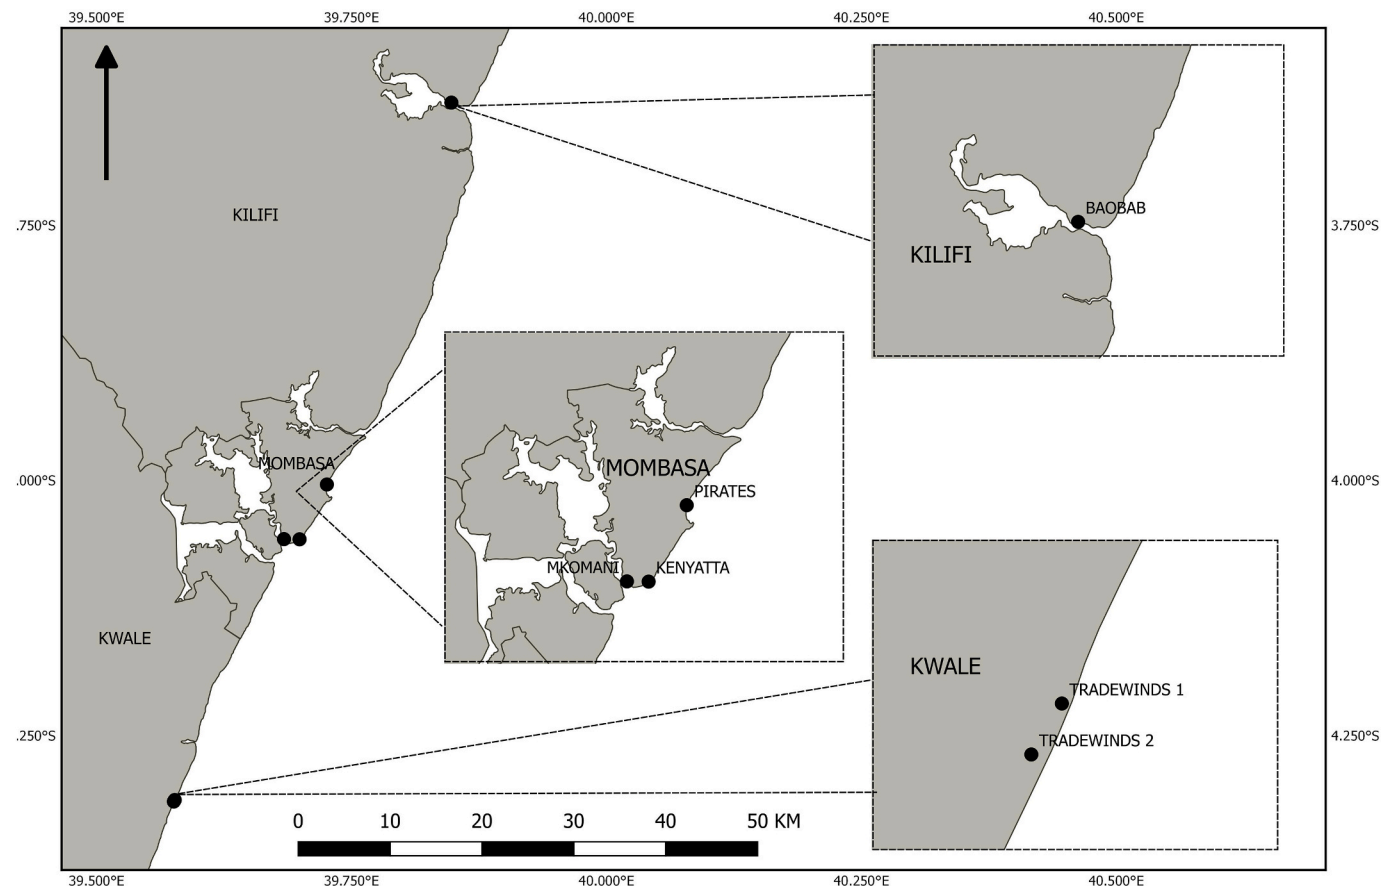 39.500°E 39.750°E 40.000°E 40.250°E 40.500°E
BAOBAB
KILIFI
.750°S 3.750°S
KILIFI
MOMBASA
MOMBASA
.000°S 4.000°S
PIRATES
MKOMANI KENYATTA
KWALE
KWALE
TRADEWINDS 1
.250°S 4.250°S
TRADEWINDS 2
0 10 20 30 40 50 KM
39.500°E 39.750°E 40.000°E 40.250°E 40.500°E